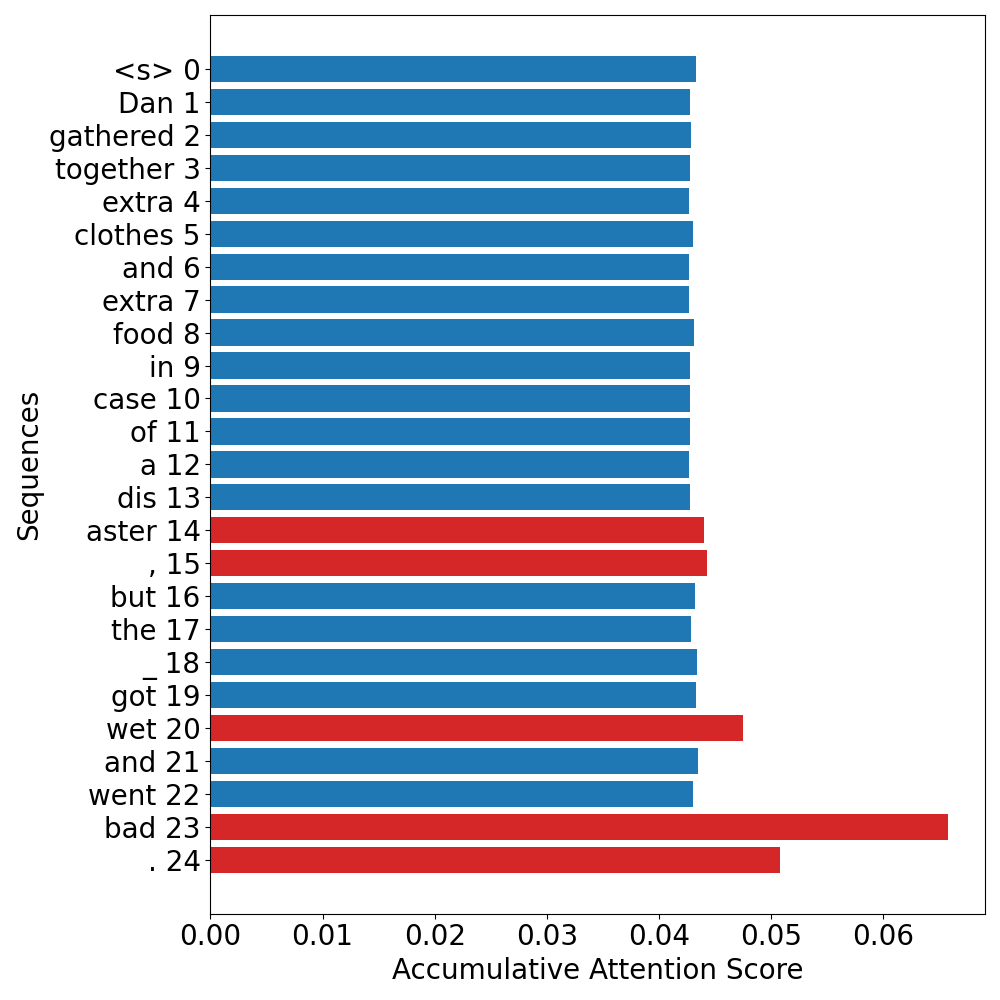 <s> 0
Dan 1
gathered 2
together 3
extra 4
clothes 5
and 6
extra 7
food 8
in 9
case 10
of 11
a 12
dis 13
aster 14
, 15
but 16
the 17
_ 18
got 19
wet 20
and 21
went 22
bad 23
. 24
Sequences
0.00 0.01 0.02 0.03 0.04 0.05 0.06
Accumulative Attention Score